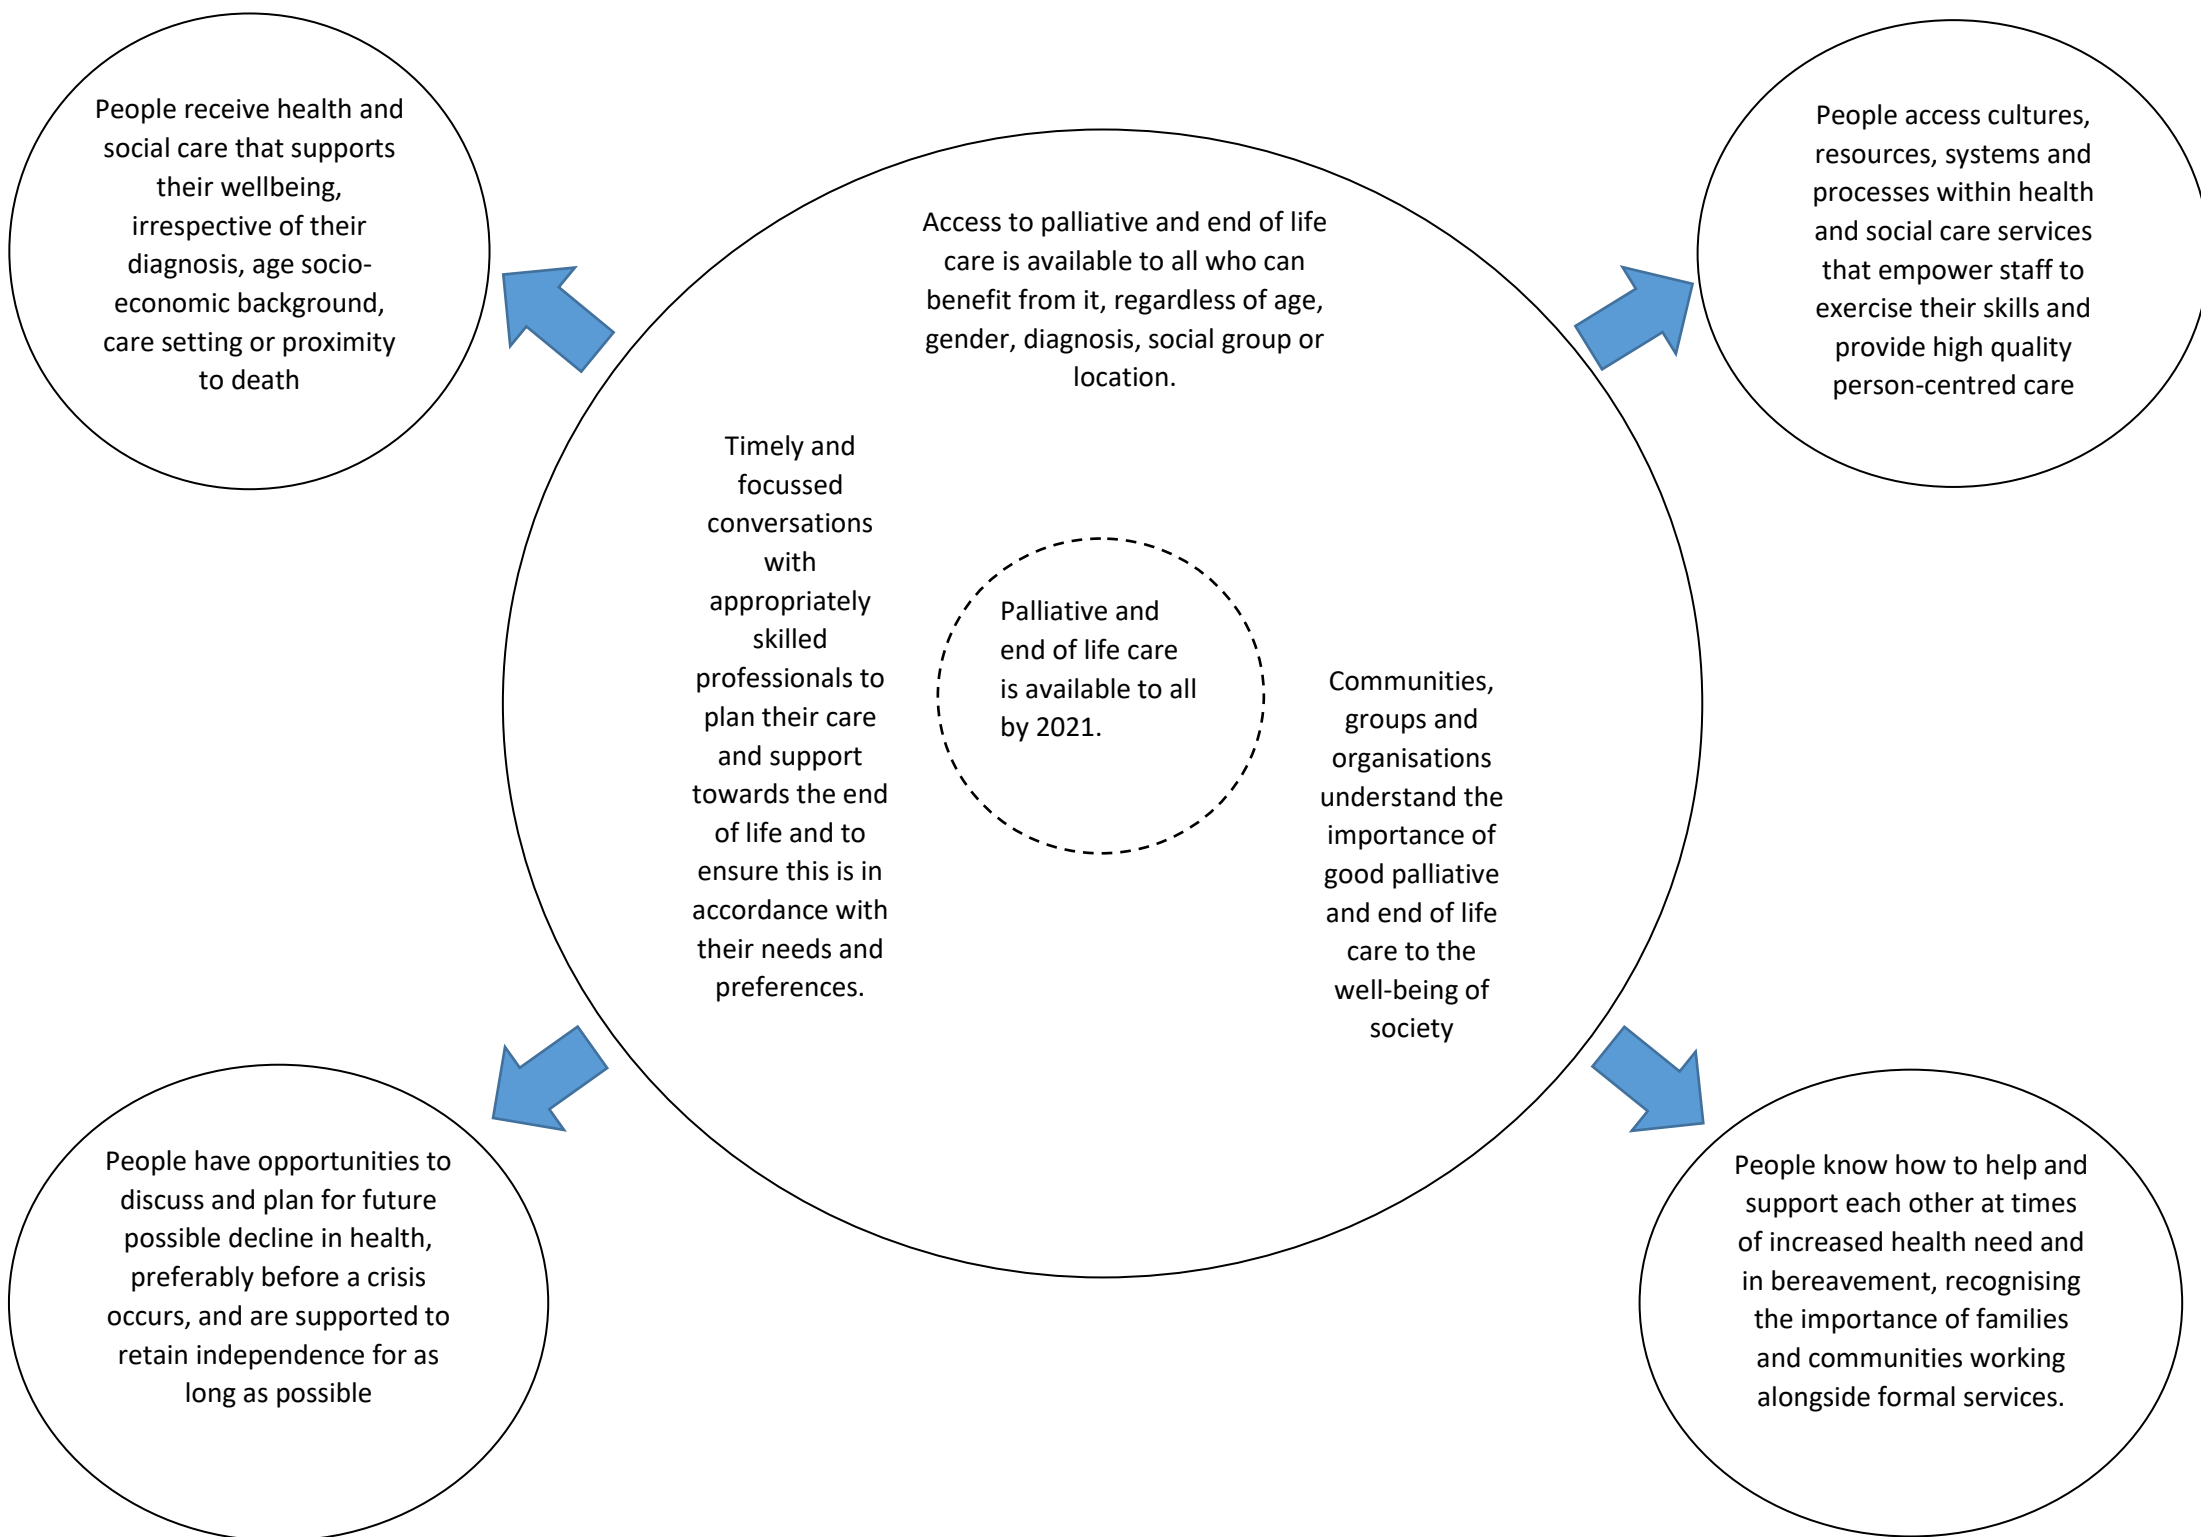 People receive health and
social care that supports
their wellbeing,
irrespective of their
diagnosis, age socio-
economic background,
care setting or proximity
to death
People access cultures,
resources, systems and
processes within health
and social care services
that empower staff to
exercise their skills and
provide high quality
person-centred care
Access to palliative and end of life
care is available to all who can
benefit from it, regardless of age,
gender, diagnosis, social group or
location.
Timely and
focussed
conversations
with
appropriately
skilled
professionals to
plan their care
and support
towards the end
of life and to
ensure this is in
accordance with
their needs and
preferences.
Palliative and
end of life care
is available to all
by 2021.
Communities,
groups and
organisations
understand the
importance of
good palliative
and end of life
care to the
well-being of
society
People have opportunities to
discuss and plan for future
possible decline in health,
preferably before a crisis
occurs, and are supported to
retain independence for as
long as possible
People know how to help and
support each other at times
of increased health need and
in bereavement, recognising
the importance of families
and communities working
alongside formal services.